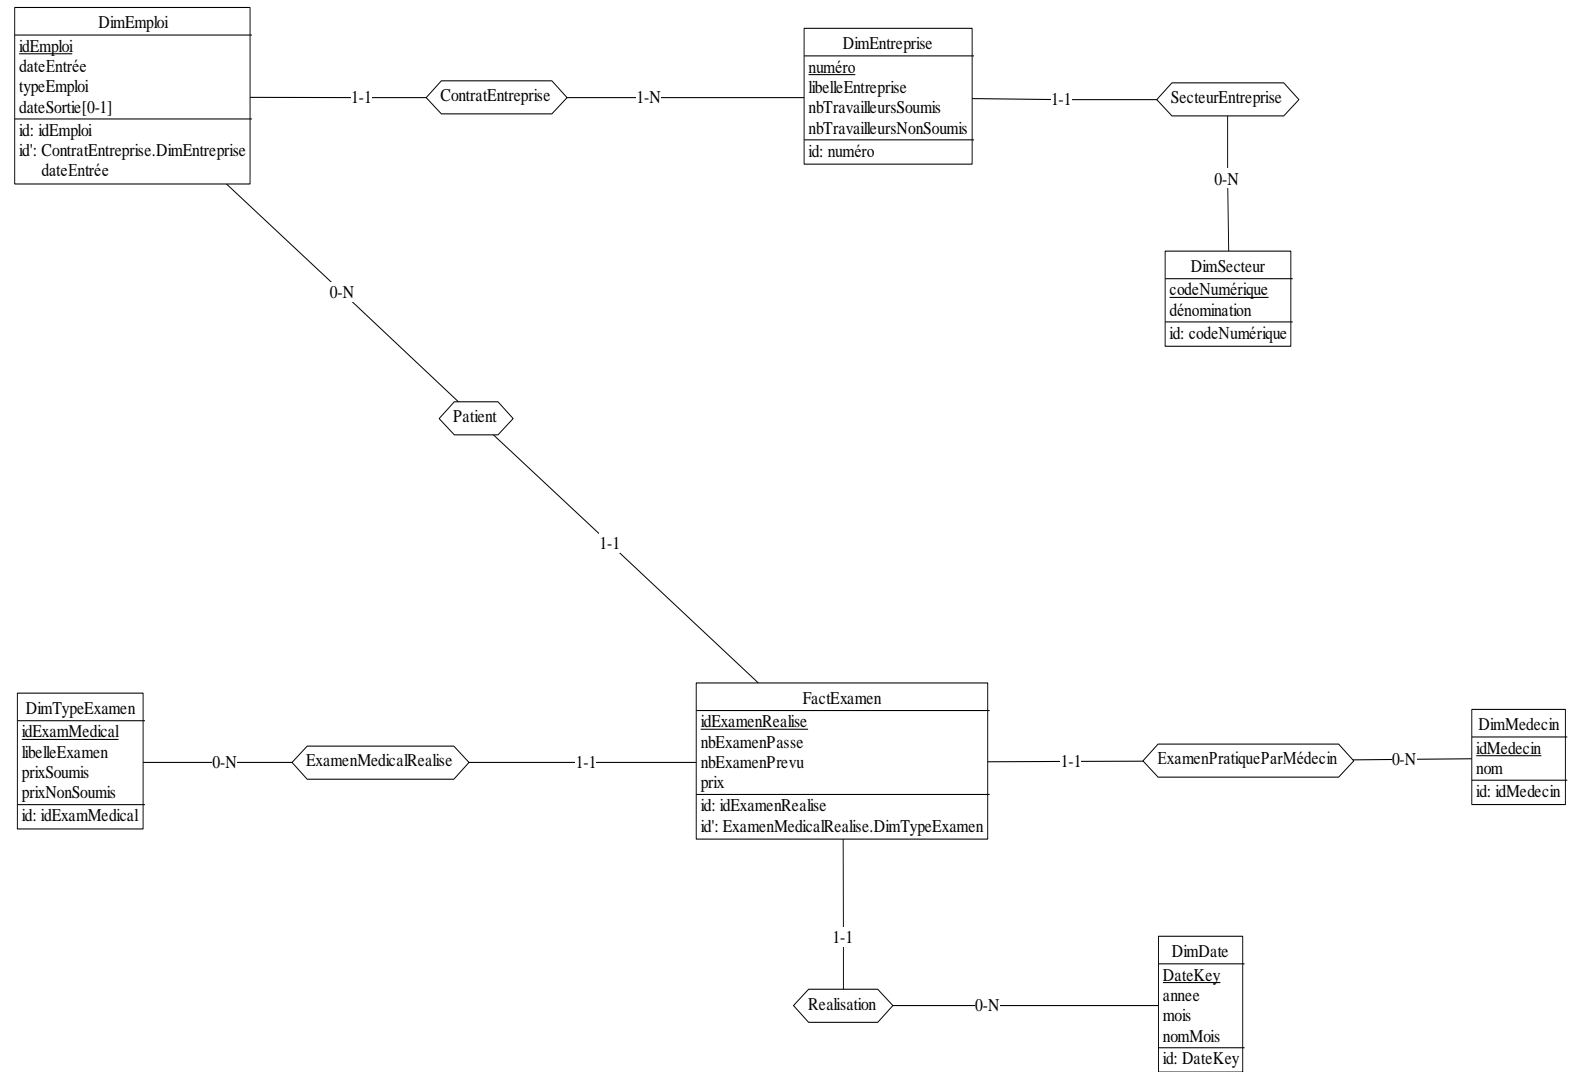 DimEmploi
idEmploi
dateEntrée
typeEmploi
dateSortie[0-1]
id: idEmploi
id': ContratEntreprise.DimEntreprise
dateEntrée
1-1
ContratEntreprise
1-N
DimEntreprise
numéro
libelleEntreprise
nbTravailleursSoumis
nbTravailleursNonSoumis
id: numéro
1-1
SecteurEntreprise
0-N
DimSecteur
codeNumérique
dénomination
id: codeNumérique
0-N
Patient
1-1
DimTypeExamen
idExamMedical
libelleExamen
prixSoumis
prixNonSoumis
id: idExamMedical
0-N
ExamenMedicalRealise
1-1
FactExamen
idExamenRealise
nbExamenPasse
nbExamenPrevu
prix
id: idExamenRealise
id': ExamenMedicalRealise.DimTypeExamen
1-1
ExamenPratiqueParMédecin
0-N
DimMedecin
idMedecin
nom
id: idMedecin
1-1
Realisation
0-N
DimDate
DateKey
annee
mois
nomMois
id: DateKey